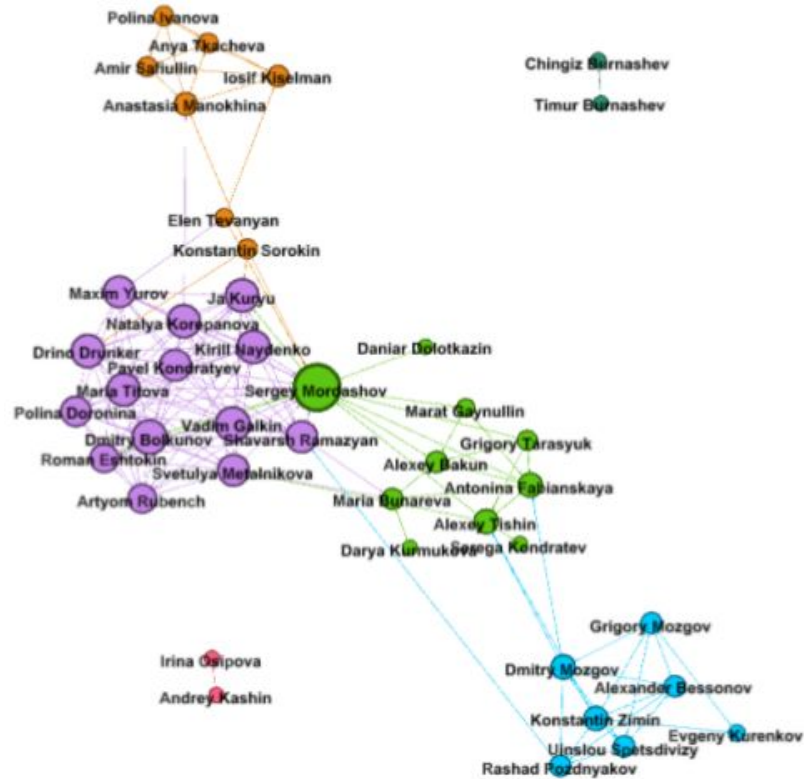 Polina Ivanova
Anya Tkacheva
Amir Safiullin
Iosif Kiselman
Anastasia Manokhina
Chingiz Burnashev
Timur Burnashev
Elen Tevanyan
Konstantin Sorokin
Maxim Yurov
Ja Kuryu
Natalya Korepanova
Drino Drunker
Kirill Naydenko
Pavel Kondratyev
Daniar Dolotkazin
Maria Titova
Sergey Mordashov
Polina Doronina
Marat Gaynullin
Vadim Galkin
Dmitry Bolkunov
Shavarsh Ramazyan
Grigory Tarasyuk
Roman Eshtokin
Alexey Bakun
Svetulya Metalnikova
Antonina Fabianskaya
Artyom Rubench
Maria Bunareva
Alexey Tishin
Darya Kurmukova
Serega Kondratev
Grigory Mozgov
Irina Osipova
Dmitry Mozgov
Alexander Bessonov
Andrey Kashin
Konstantin Zimin
Evgeny Kurenkov
Uinslou Spetsdivizy
Rashad Pozdnyakov